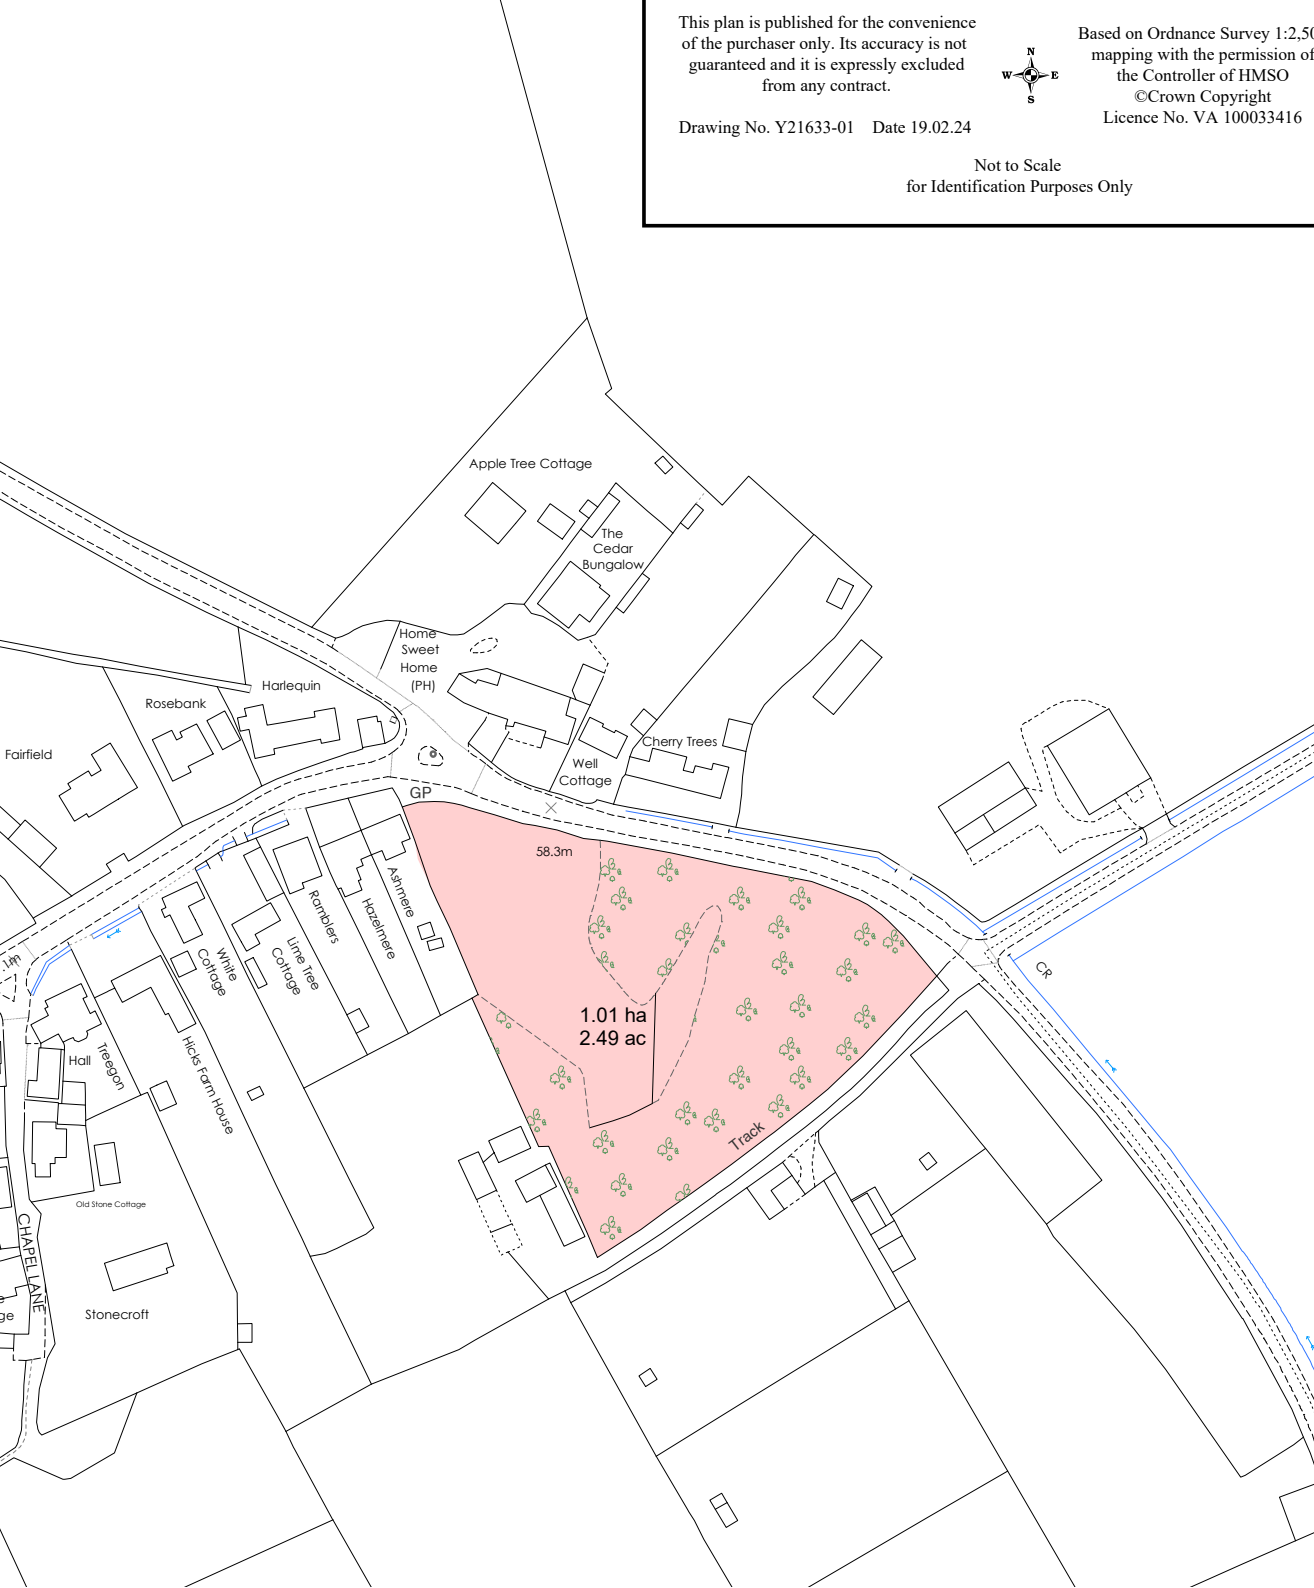 This plan is published for the convenience
of the purchaser only. Its accuracy is not
guaranteed and it is expressly excluded
from any contract.
Drawing No. Y21633-01 Date 19.02.24
N
W E
S
Based on Ordnance Survey 1:2,50
mapping with the permission of
the Controller of HMSO
©Crown Copyright
Licence No. VA 100033416
Not to Scale
for Identification Purposes Only
Apple Tree Cottage
The
Cedar
Bungalow
Home
Sweet
Home
(PH)
Harlequin
Rosebank
Fairfield
Cherry Trees
Well
Cottage
GP
58.3m
Ashmere
Hazelmere
Ramblers
Lime Tree
Cottage
White
Cottage
.1m
CR
1.01 ha
2.49 ac
Hall
Treegon
Hicks Farm House
Track
Old Stone Cottage
CHAPEL LANE
Stonecroft
e
ge